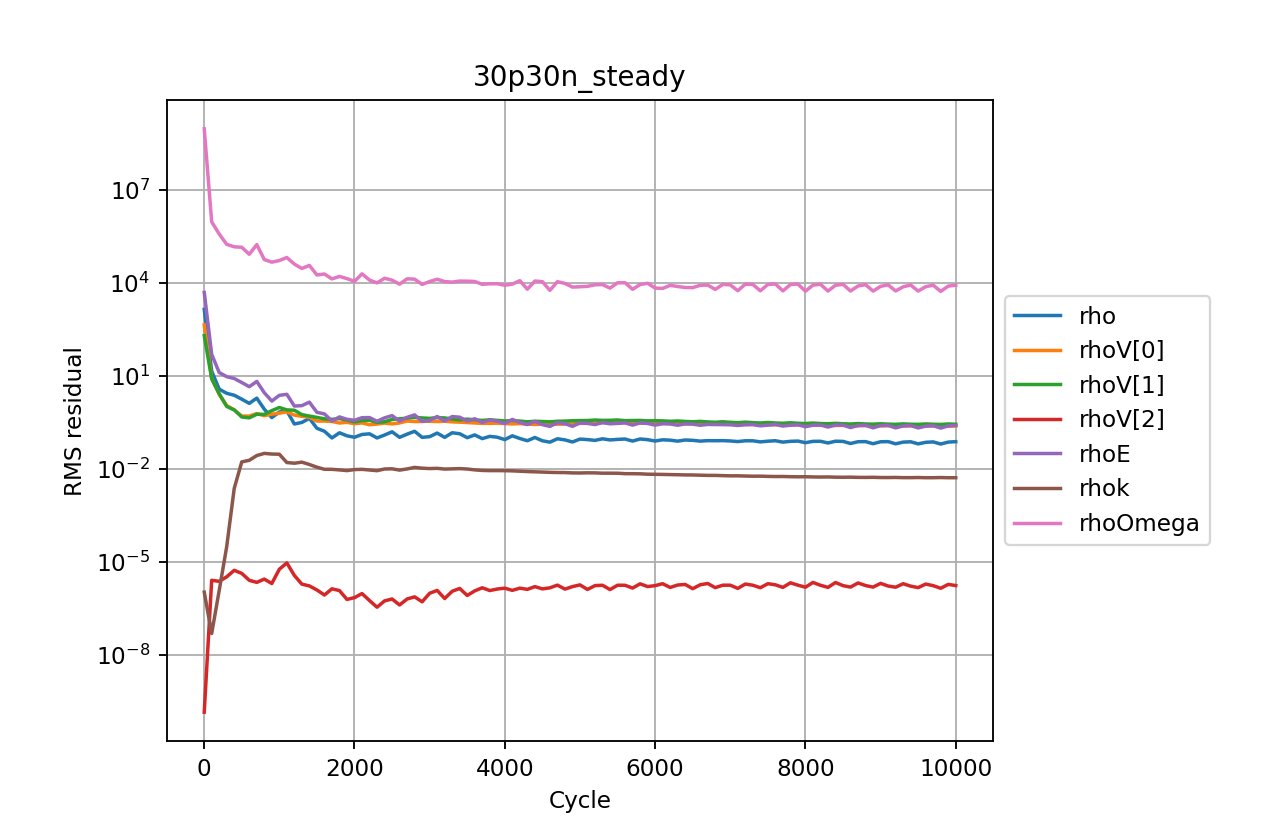 30p30n_steady
RMS residual
10^7
10^4
10^1
10^-2
10^-5
10^-8
0 2000 4000 6000 8000 10000
Cycle
rho
rhoV[0]
rhoV[1]
rhoV[2]
rhoE
rhok
rhoOmega